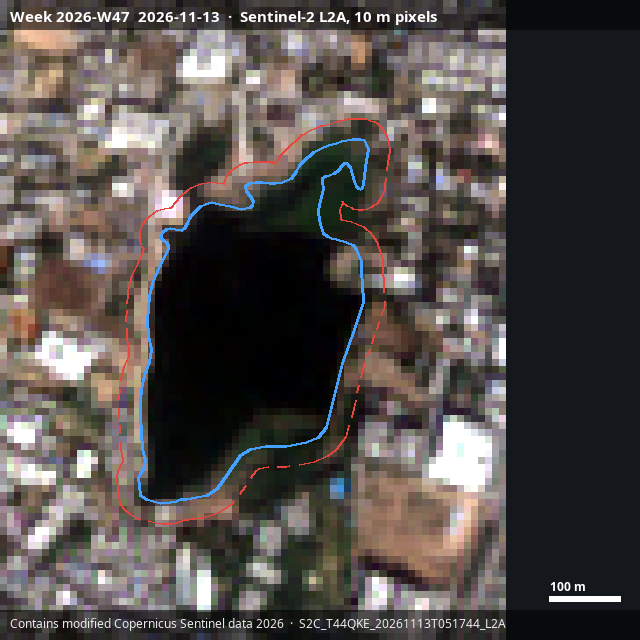 Week 2026-W47 2026-11-13 · Sentinel-2 L2A, 10 m pixels
100 m
Contains modified Copernicus Sentinel data 2026 · S2C_T44QKE_20261113T051744_L2A